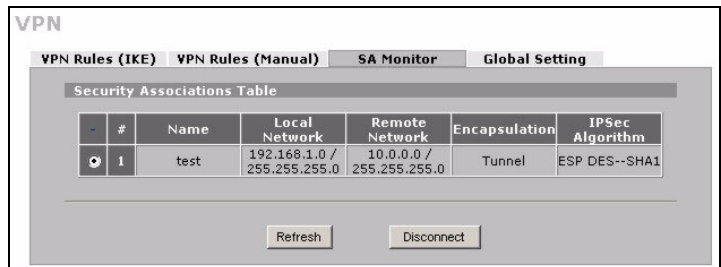 VPN
VPN Rules (IKE) VPN Rules (Manual) SA Monitor Global Setting
Security Associations Table
- # Name Local Network Remote Network Encapsulation IPSec Algorithm
1 test 192.168.1.0 / 255.255.255.0 10.0.0.0 / 255.255.255.0 Tunnel ESP DES--SHA1
Refresh Disconnect